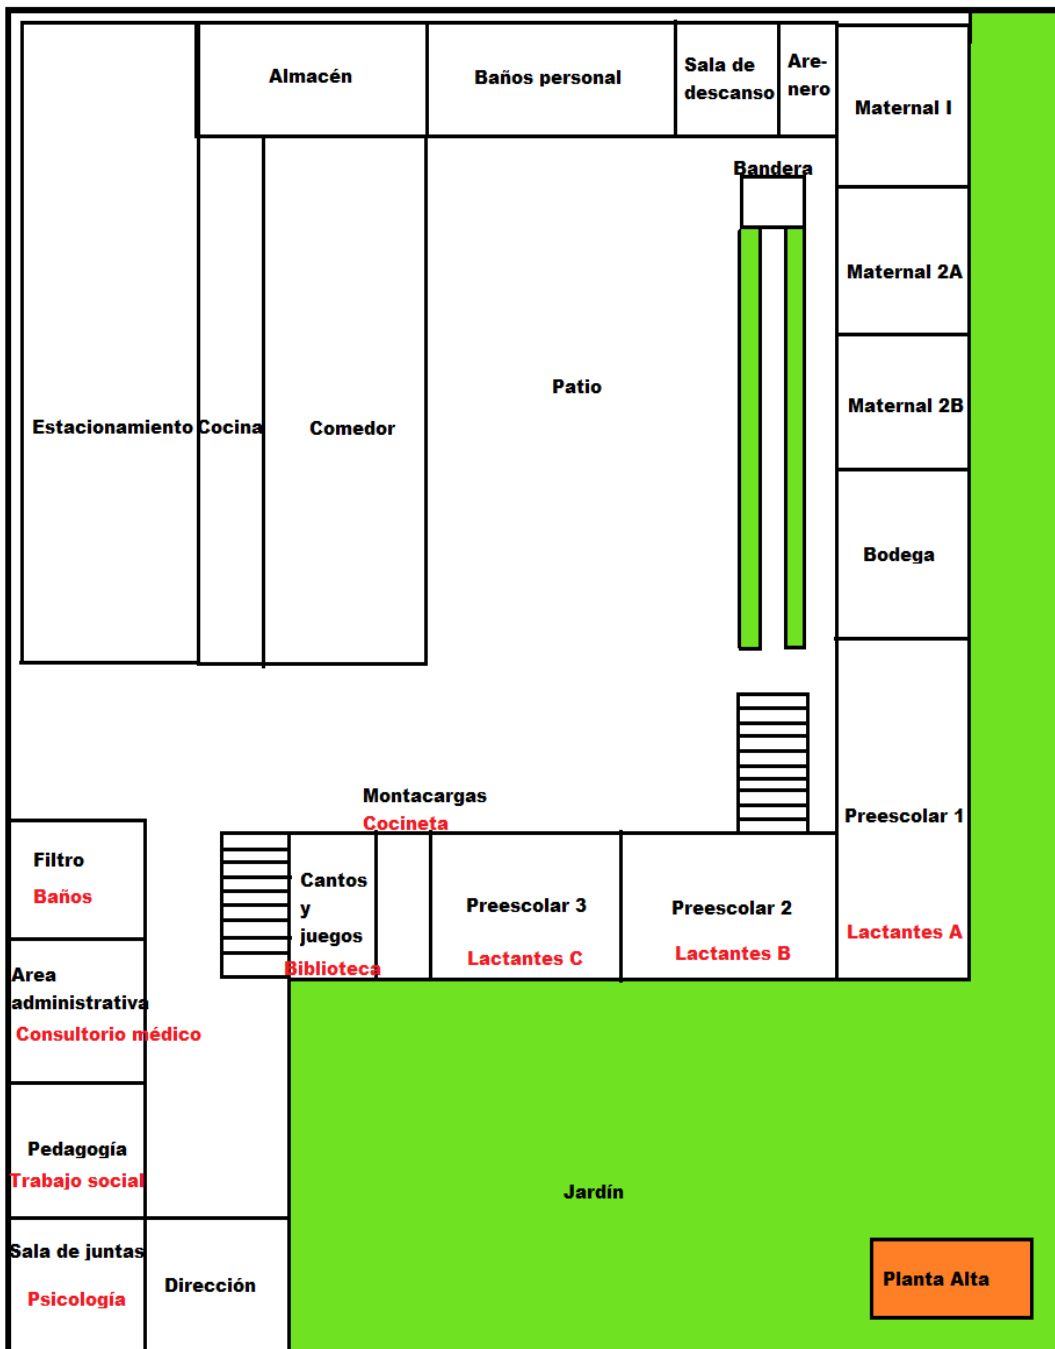 Almacén
Baños personal
Sala de
descanso
Are-
nero
Maternal I
Bandera
Maternal 2A
Patio
Maternal 2B
Estacionamiento
Cocina
Comedor
Bodega
Montacargas
Cocineta
Preescolar 1
Filtro
Baños
Cantos
y
juegos
Biblioteca
Preescolar 3
Lactantes C
Preescolar 2
Lactantes B
Lactantes A
Area
administrativa
Consultorio médico
Pedagogía
Trabajo social
Jardín
Sala de juntas
Psicología
Dirección
Planta Alta